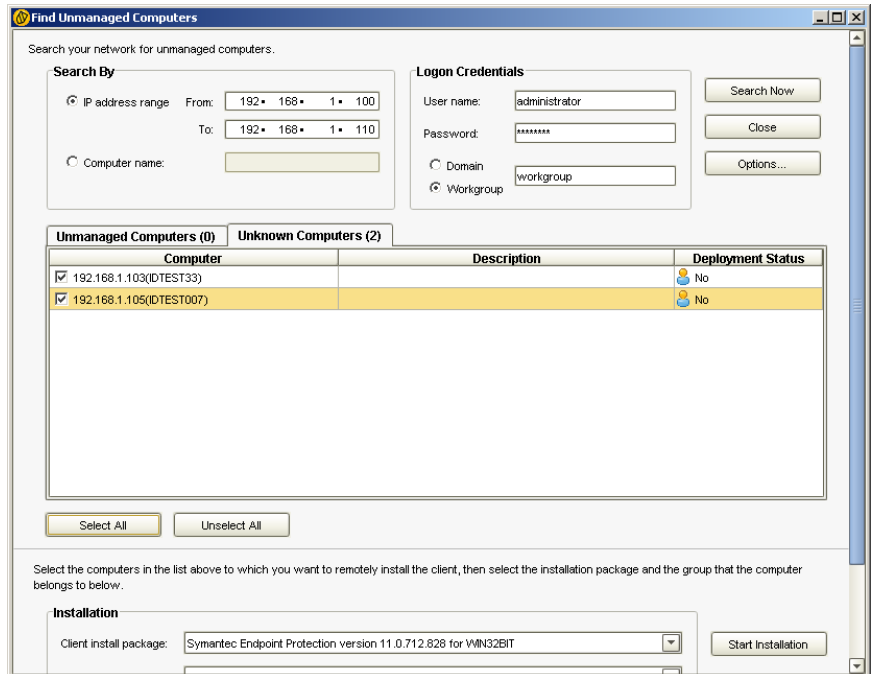 Find Unmanaged Computers
Search your network for unmanaged computers.
Search By
IP address range From: 192. 168. 1. 100
To: 192. 168. 1. 110
Computer name:
Logon Credentials
User name: administrator
Password: ********
Domain
Workgroup
workgroup
Search Now
Close
Options...
Unmanaged Computers (0) Unknown Computers (2)
Computer Description Deployment Status
192.168.1.103(IDTEST33) No
192.168.1.105(IDTEST007) No
Select All Unselect All
Select the computers in the list above to which you want to remotely install the client, then select the installation package and the group that the computer
belongs to below.
Installation
Client install package: Symantec Endpoint Protection version 11.0.712.828 for WIN32BIT Start Installation